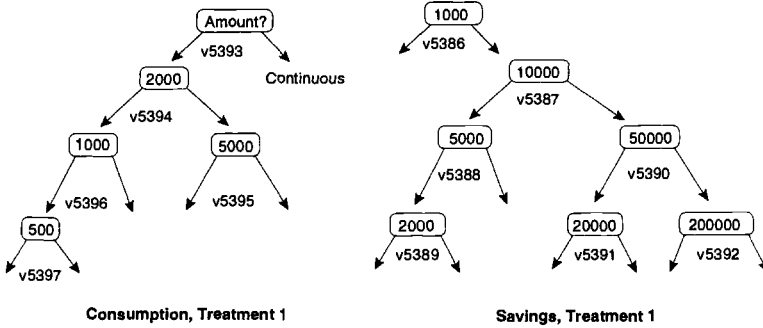 Amount?
v5393
2000
Continuous
v5394
1000
5000
v5396
v5395
500
v5397
Consumption, Treatment 1
1000
v5386
10000
v5387
5000
50000
v5388
v5390
2000
20000
200000
v5389
v5391
v5392
Savings, Treatment 1